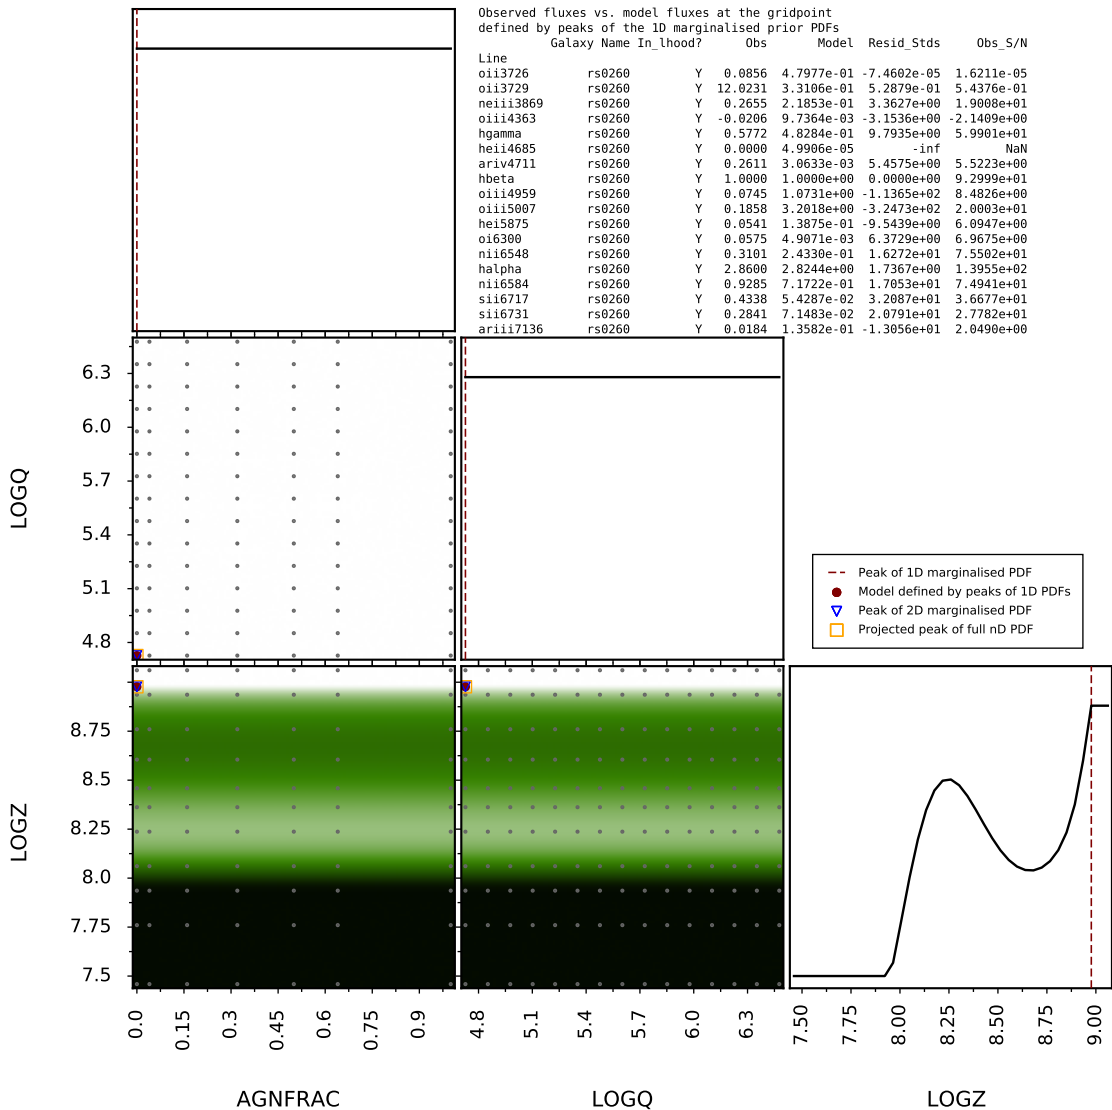 Observed fluxes vs. model fluxes at the gridpoint
defined by peaks of the 1D marginalised prior PDFs
Galaxy Name In_lhood? Obs Model Resid_Stds Obs_S/N
Line
oii3726 rs0260 Y 0.0856 4.7977e-01 -7.4602e-05 1.6211e-05
oii3729 rs0260 Y 12.0231 3.3106e-01 5.2879e-01 5.4376e-01
neiii3869 rs0260 Y 0.2655 2.1853e-01 3.3627e+00 1.9008e+01
oiii4363 rs0260 Y -0.0206 9.7364e-03 -3.1536e+00 -2.1409e+00
hgamma rs0260 Y 0.5772 4.8284e-01 9.7935e+00 5.9901e+01
heii4685 rs0260 Y 0.0000 4.9906e-05 -inf NaN
ariv4711 rs0260 Y 0.2611 3.0633e-03 5.4575e+00 5.5223e+00
hbeta rs0260 Y 1.0000 1.0000e+00 0.0000e+00 9.2999e+01
oiii4959 rs0260 Y 0.0745 1.0731e+00 -1.1365e+02 8.4826e+00
oiii5007 rs0260 Y 0.1858 3.2018e+00 -3.2473e+02 2.0003e+01
hei5875 rs0260 Y 0.0541 1.3875e-01 -9.5439e+00 6.0947e+00
oi6300 rs0260 Y 0.0575 4.9071e-03 6.3729e+00 6.9675e+00
nii6548 rs0260 Y 0.3101 2.4330e-01 1.6272e+01 7.5502e+01
halpha rs0260 Y 2.8600 2.8244e+00 1.7367e+00 1.3955e+02
nii6584 rs0260 Y 0.9285 7.1722e-01 1.7053e+01 7.4941e+01
sii6717 rs0260 Y 0.4338 5.4287e-02 3.2087e+01 3.6677e+01
sii6731 rs0260 Y 0.2841 7.1483e-02 2.0791e+01 2.7782e+01
ariii7136 rs0260 Y 0.0184 1.3582e-01 -1.3056e+01 2.0490e+00
6.3
6.0
5.7
5.4
5.1
4.8
LOGQ
Peak of 1D marginalised PDF
Model defined by peaks of 1D PDFs
Peak of 2D marginalised PDF
Projected peak of full nD PDF
8.75
8.5
8.25
8.0
7.75
7.5
LOGZ
0.0 0.15 0.3 0.45 0.6 0.75 0.9
4.8 5.1 5.4 5.7 6.0 6.3
7.50 7.75 8.00 8.25 8.50 8.75 9.00
AGNFRAC LOGQ LOGZ